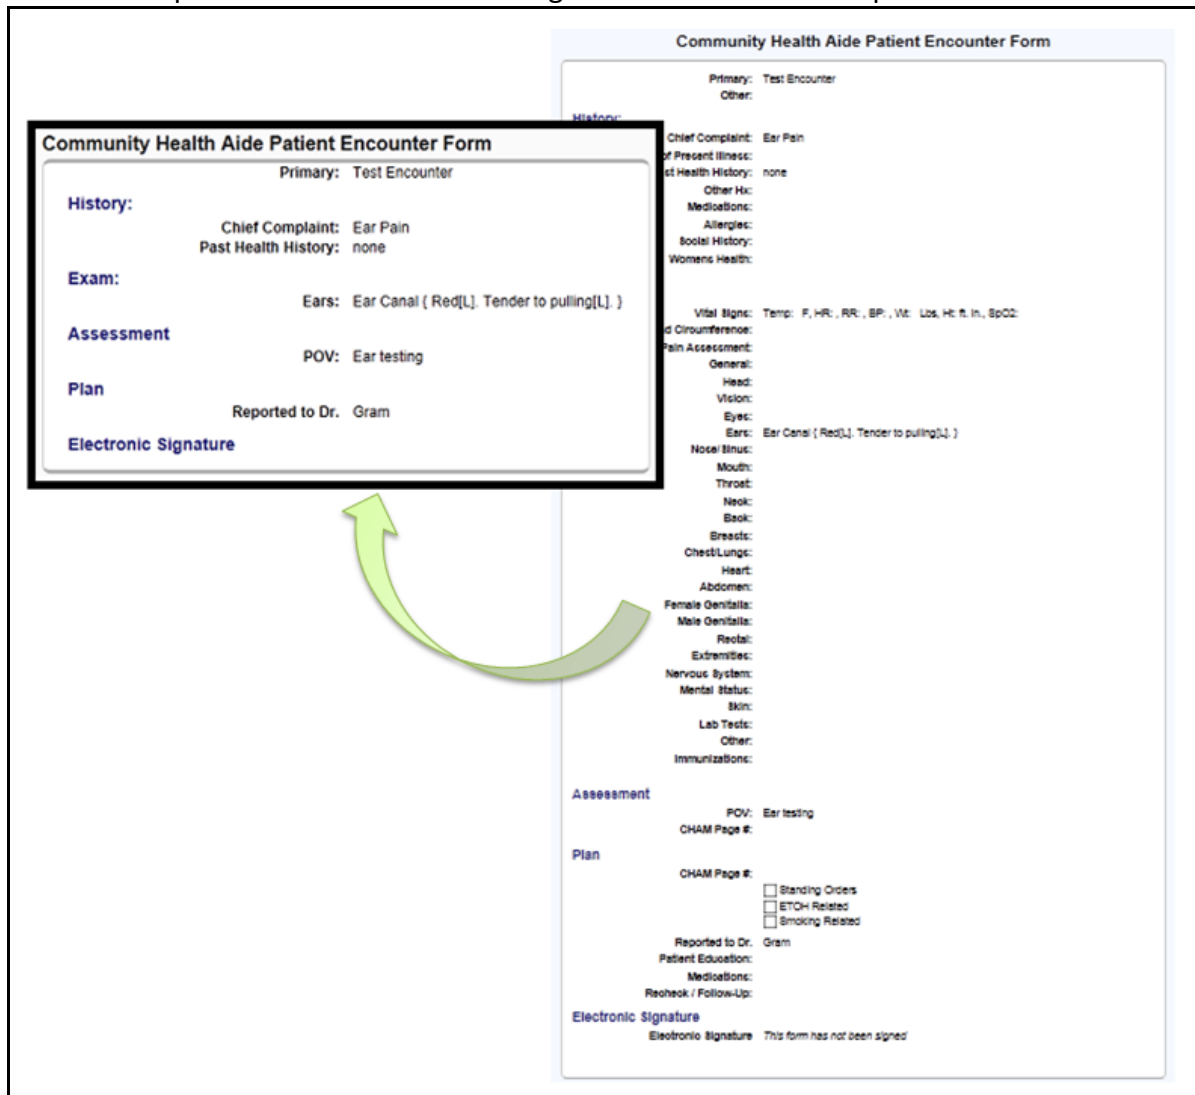 Community Health Aide Patient Encounter Form
Primary: Test Encounter
History:
Chief Complaint: Ear Pain
Past Health History: none
Exam:
Ears: Ear Canal { Red[L]. Tender to pulling[L]. }
Assessment
POV: Ear testing
Plan
Reported to Dr. Gram
Electronic Signature
Community Health Aide Patient Encounter Form
Primary: Test Encounter
Other:
History:
Chief Complaint: Ear Pain
of Present Illness:
st Health History: none
Other Hx:
Medications:
Allergies:
Social History:
Womens Health:
Vital Signs: Temp: F, HR: , RR: , BP: , Wt: Lbs, Ht: ft. in., SpO2:
d Circumference:
Pain Assessment:
General:
Head:
Vision:
Eyes:
Ears: Ear Canal { Red[L]. Tender to pulling[L]. }
Nose/Sinus:
Mouth:
Throat:
Neck:
Back:
Breasts:
Chest/Lungs:
Heart:
Abdomen:
Female Genitalia:
Male Genitalia:
Rectal:
Extremities:
Nervous System:
Mental Status:
Skin:
Lab Tests:
Other:
Immunizations:
Assessment
POV: Ear testing
CHAM Page #:
Plan
CHAM Page #:
Standing Orders
ETOH Related
Smoking Related
Reported to Dr. Gram
Patient Education:
Medications:
Recheck / Follow-Up:
Electronic Signature
Electronic Signature This form has not been signed